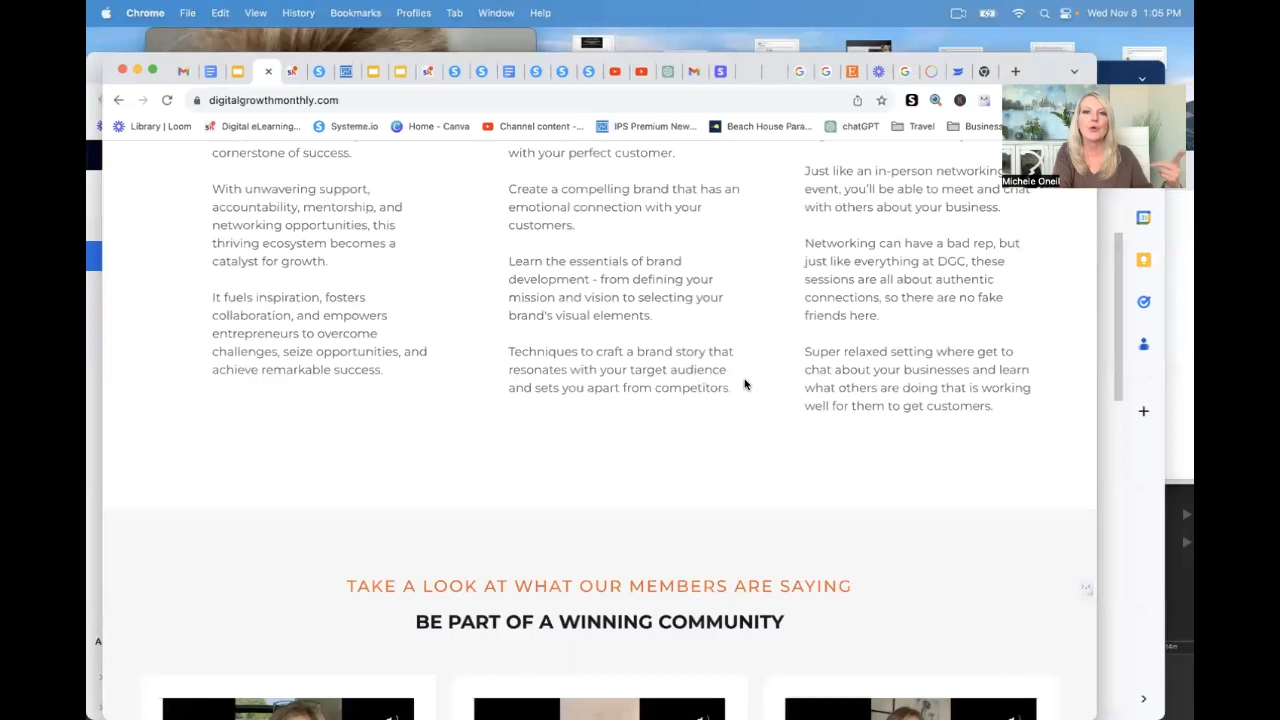 Chrome File Edit View History Bookmarks Profiles Tab Window Help Wed Nov 8 1:05 PM
digitalgrowthmonthly.com
Library | Loom Digital eLearning... Systeme.io Home - Canva Channel content -... IPS Premium New... Beach House Para... chatGPT Travel Business
cornerstone of success.
With unwavering support,
accountability, mentorship, and
networking opportunities, this
thriving ecosystem becomes a
catalyst for growth.
It fuels inspiration, fosters
collaboration, and empowers
entrepreneurs to overcome
challenges, seize opportunities, and
achieve remarkable success.
with your perfect customer.
Create a compelling brand that has an
emotional connection with your
customers.
Learn the essentials of brand
development - from defining your
mission and vision to selecting your
brand's visual elements.
Techniques to craft a brand story that
resonates with your target audience
and sets you apart from competitors.
Just like an in-person networking
event, you'll be able to meet and chat
with others about your business.
Networking can have a bad rep, but
just like everything at DGC, these
sessions are all about authentic
connections, so there are no fake
friends here.
Super relaxed setting where get to
chat about your businesses and learn
what others are doing that is working
well for them to get customers.
Michele Oneil
TAKE A LOOK AT WHAT OUR MEMBERS ARE SAYING
BE PART OF A WINNING COMMUNITY